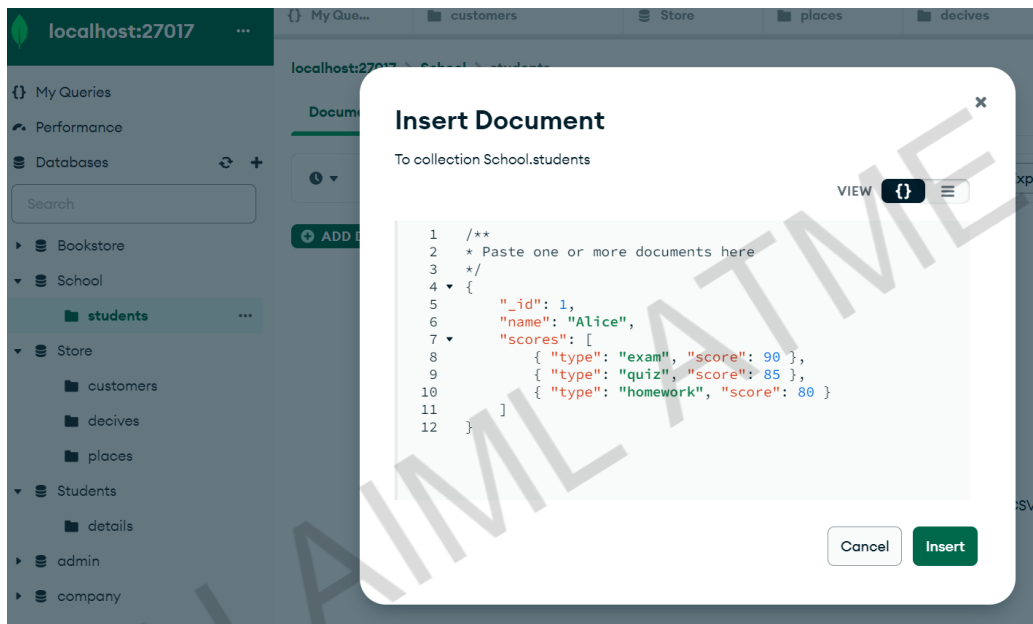 localhost:27017 ...
{} My Que... customers Store places decives
localhost:27017 > School > students
{} My Queries
Performance
Databases
Search
Bookstore
School
students ...
Store
customers
decives
places
Students
details
admin
company
ADD
Insert Document
To collection School.students
VIEW {}
1 /**
2 * Paste one or more documents here
3 */
4 {
5 "_id": 1,
6 "name": "Alice",
7 "scores": [
8 { "type": "exam", "score": 90 },
9 { "type": "quiz", "score": 85 },
10 { "type": "homework", "score": 80 }
11 ]
12 }
Cancel Insert
AIML ATME